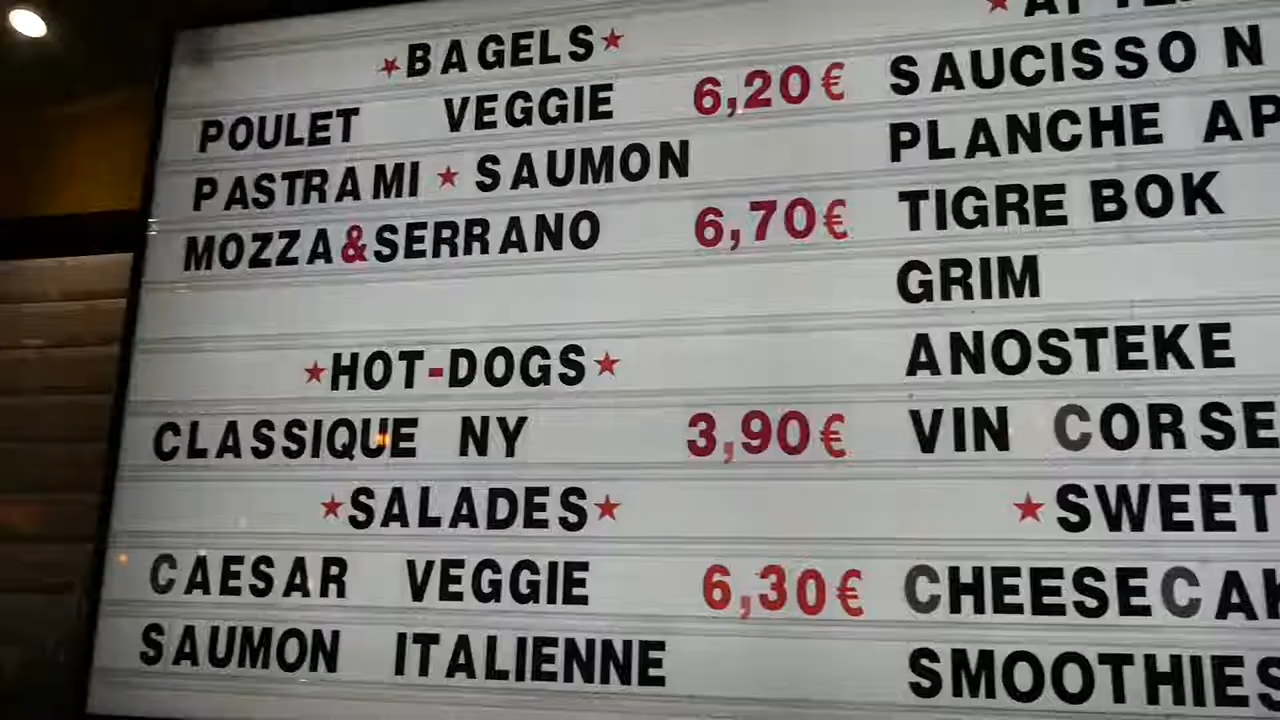 ★BAGELS★
POULET VEGGIE 6,20€
PASTRAMI ★ SAUMON
MOZZA&SERRANO 6,70€
★HOT-DOGS★
CLASSIQUE NY 3,90€
★SALADES★
CAESAR VEGGIE 6,30€
SAUMON ITALIENNE
SAUCISSON
PLANCHE AP
TIGRE BOK
GRIM
ANOSTEKE
VIN CORSE
★SWEET
CHEESECAK
SMOOTHIES